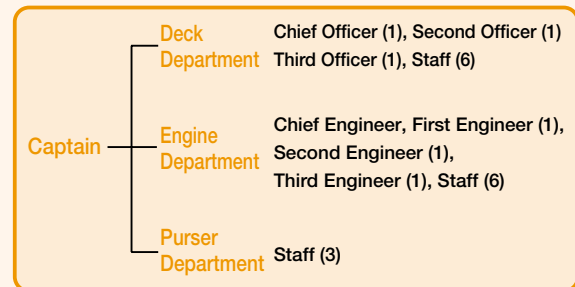 Captain
Deck
Department
Chief Officer (1), Second Officer (1)
Third Officer (1), Staff (6)
Engine
Department
Chief Engineer, First Engineer (1),
Second Engineer (1),
Third Engineer (1), Staff (6)
Purser
Department
Staff (3)